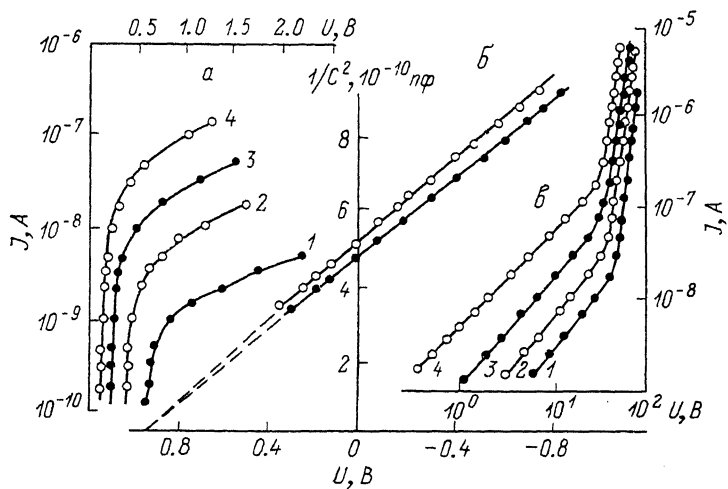 0.5 1.0 1.5 2.0 U, В
10⁻⁶
10⁻⁷
10⁻⁸
10⁻⁹
10⁻¹⁰
J, А
а
4
3
2
1
1/C², 10⁻¹⁰ пф
б
8
6
4
2
0.8 0.4 0 -0.4 -0.8
U, В
в
4 3 2 1
10⁻⁵
10⁻⁶
10⁻⁷
10⁻⁸
J, А
10⁰ 10¹ 10² U, В